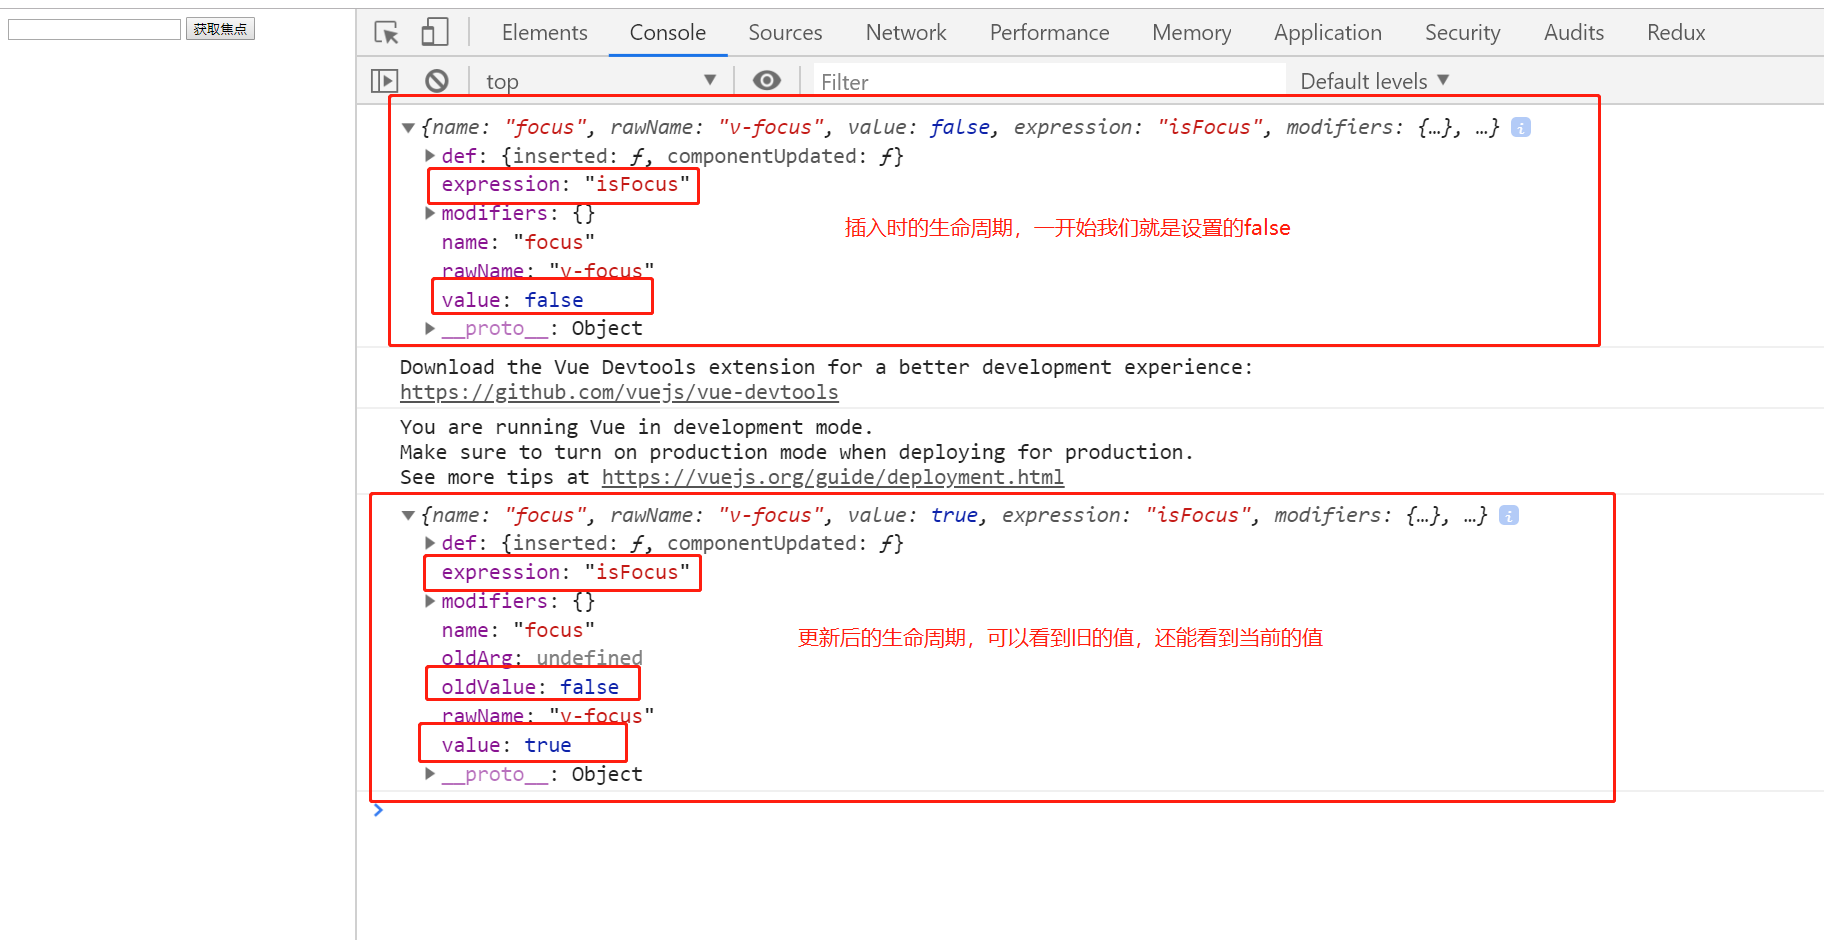 获取焦点
Elements Console Sources Network Performance Memory Application Security Audits Redux
top Filter Default levels
{name: "focus", rawName: "v-focus", value: false, expression: "isFocus", modifiers: {…}, …} i
def: {inserted: ƒ, componentUpdated: ƒ}
expression: "isFocus"
modifiers: {}
插入时的生命周期，一开始我们就是设置的false
name: "focus"
rawName: "v-focus"
value: false
__proto__: Object
Download the Vue Devtools extension for a better development experience:
https://github.com/vuejs/vue-devtools
You are running Vue in development mode.
Make sure to turn on production mode when deploying for production.
See more tips at https://vuejs.org/guide/deployment.html
{name: "focus", rawName: "v-focus", value: true, expression: "isFocus", modifiers: {…}, …} i
def: {inserted: ƒ, componentUpdated: ƒ}
expression: "isFocus"
modifiers: {}
name: "focus"
更新后的生命周期，可以看到旧的值，还能看到当前的值
oldArg: undefined
oldValue: false
rawName: "v-focus"
value: true
__proto__: Object